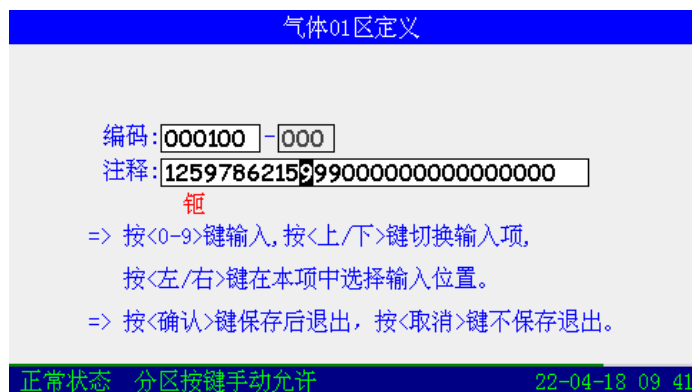 气体01区定义
编码:000100-000
注释:1259786215999000000000000000
=> 按<0-9>键输入,按<上/下>键切换输入项,
按<左/右>键在本项中选择输入位置。
=> 按<确认>键保存后退出，按<取消>键不保存退出。
正常状态 分区按键手动允许 22-04-18 09 41